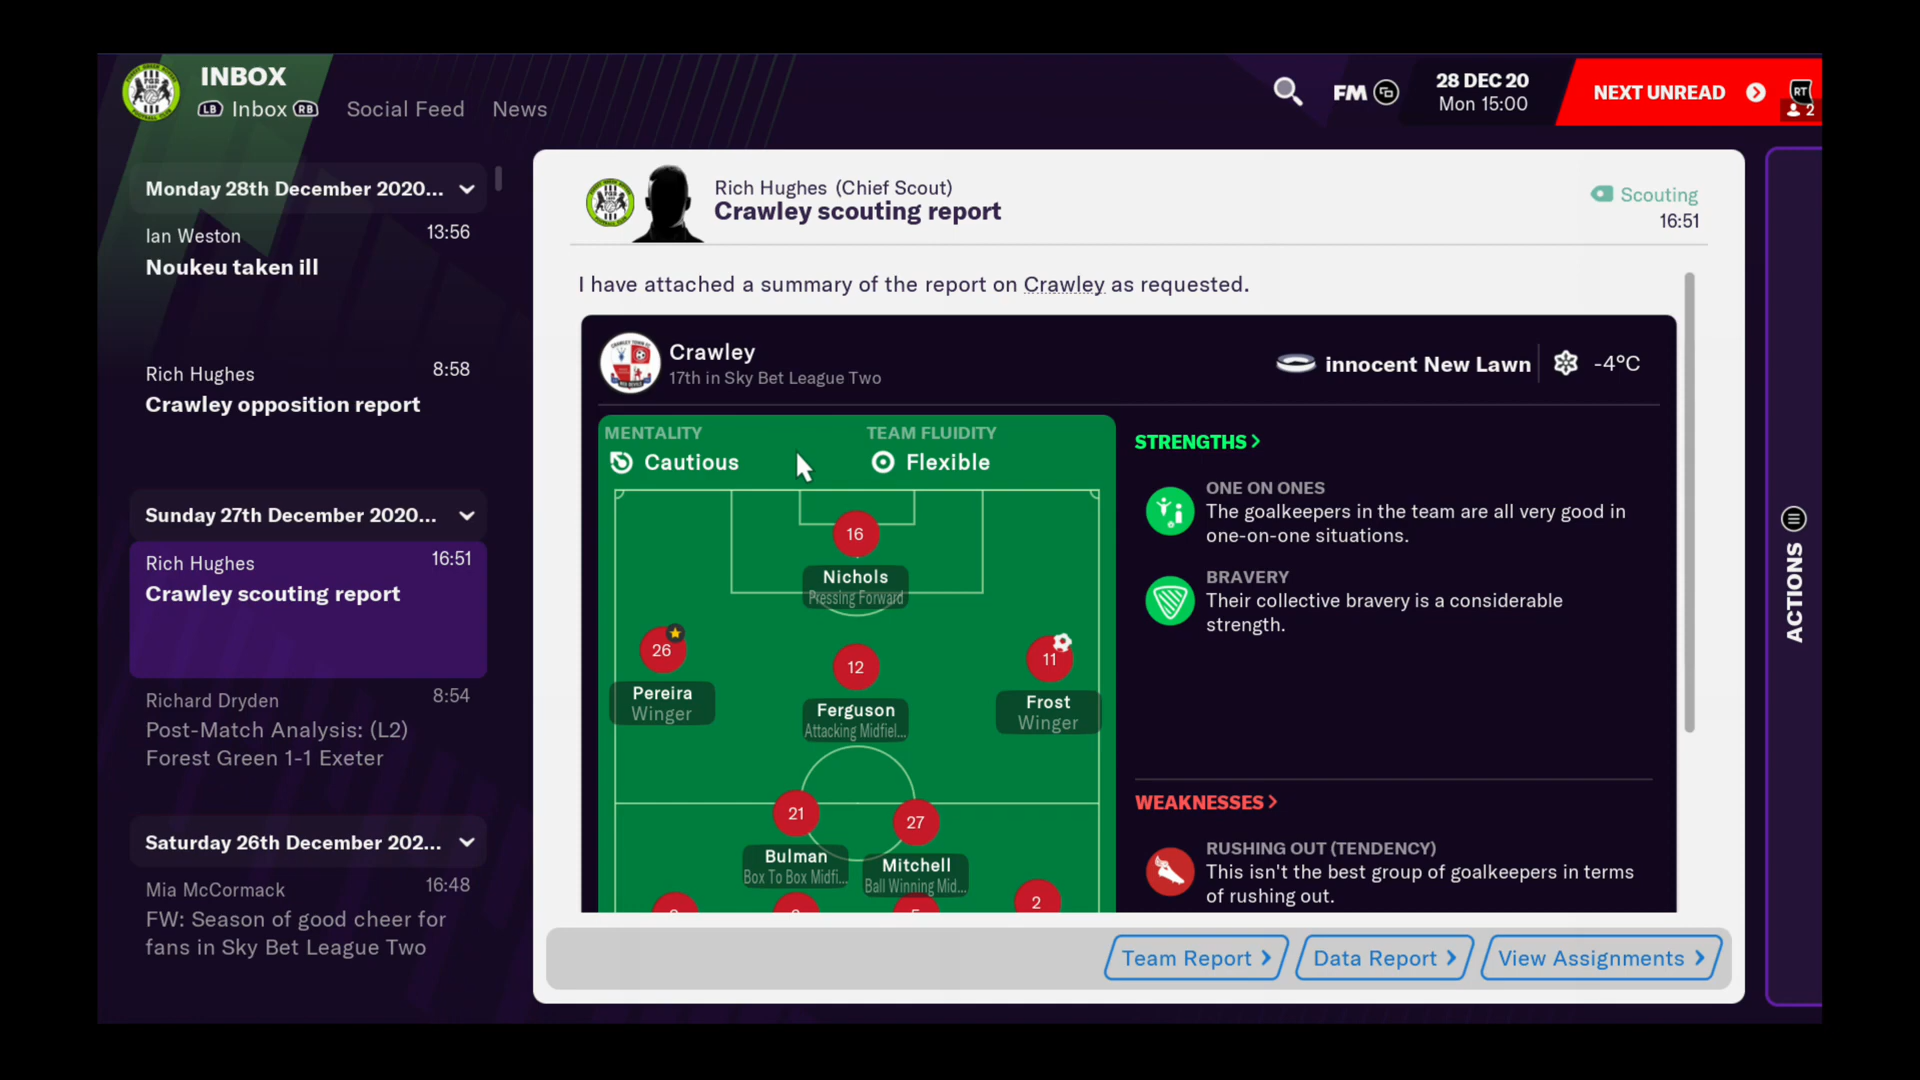 INBOX
LB Inbox RB Social Feed News
FM
28 DEC 20
Mon 15:00
NEXT UNREAD
RT
2
Monday 28th December 2020...
Ian Weston 13:56
Noukeu taken ill
Rich Hughes 8:58
Crawley opposition report
Sunday 27th December 2020...
Rich Hughes 16:51
Crawley scouting report
Richard Dryden 8:54
Post-Match Analysis: (L2)
Forest Green 1-1 Exeter
Saturday 26th December 202...
Mia McCormack 16:48
FW: Season of good cheer for
fans in Sky Bet League Two
Rich Hughes (Chief Scout)
Crawley scouting report
Scouting
16:51
I have attached a summary of the report on Crawley as requested.
Crawley
17th in Sky Bet League Two
innocent New Lawn -4°C
MENTALITY
Cautious
TEAM FLUIDITY
Flexible
16
Nichols
Pressing Forward
26
Pereira
Winger
12
Ferguson
Attacking Midfiel...
11
Frost
Winger
21
Bulman
Box To Box Midfi...
27
Mitchell
Ball Winning Mid...
2
STRENGTHS
ONE ON ONES
The goalkeepers in the team are all very good in
one-on-one situations.
BRAVERY
Their collective bravery is a considerable
strength.
WEAKNESSES
RUSHING OUT (TENDENCY)
This isn't the best group of goalkeepers in terms
of rushing out.
Team Report
Data Report
View Assignments
ACTIONS